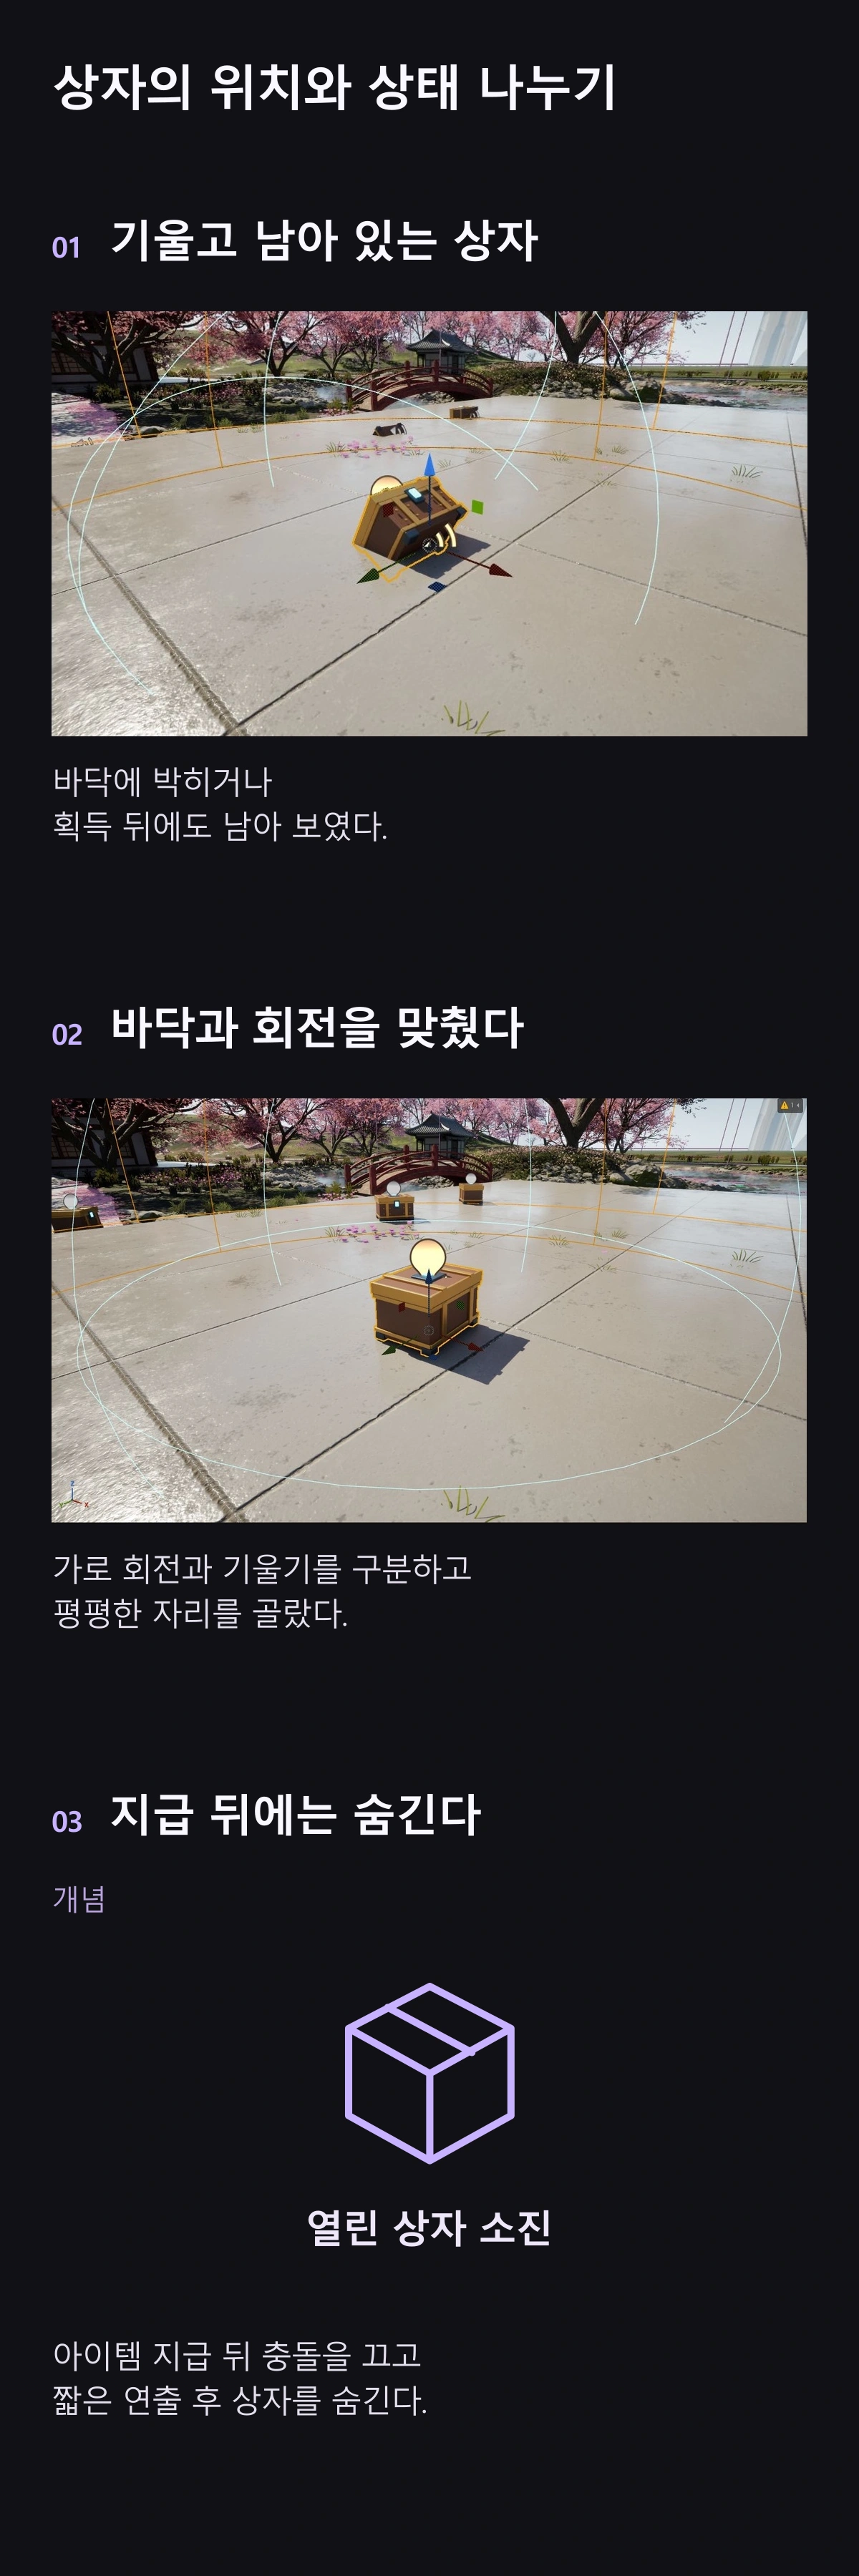 상자의 위치와 상태 나누기
01 기울고 남아 있는 상자
바닥에 박히거나
획득 뒤에도 남아 보였다.
02 바닥과 회전을 맞췄다
가로 회전과 기울기를 구분하고
평평한 자리를 골랐다.
03 지급 뒤에는 숨긴다
개념
열린 상자 소진
아이템 지급 뒤 충돌을 끄고
짧은 연출 후 상자를 숨긴다.